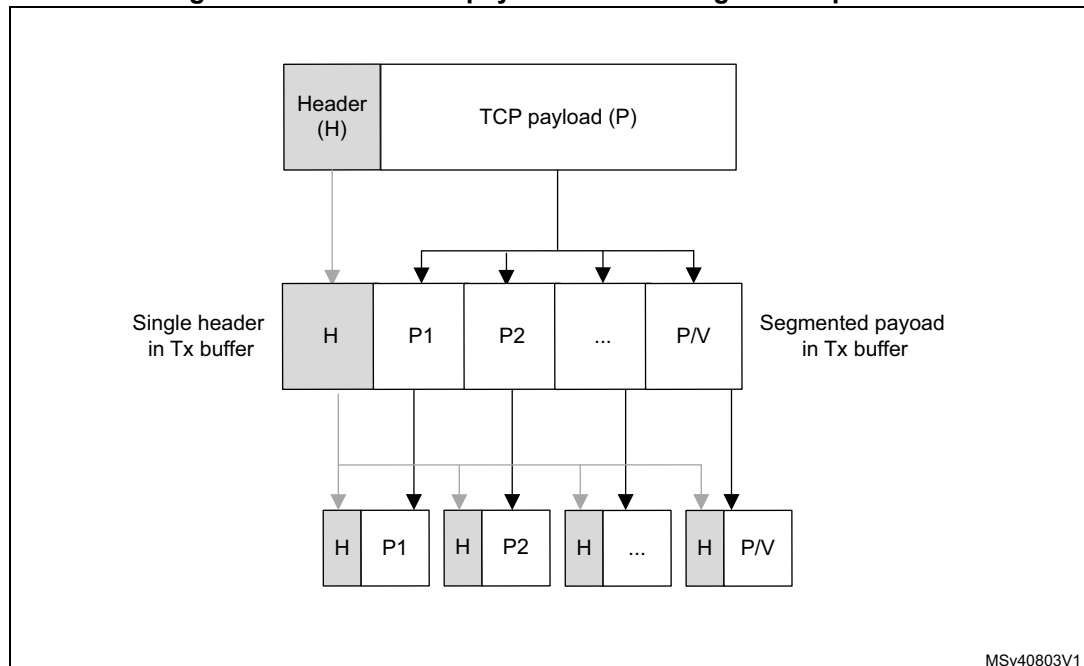 Header
(H)
TCP payload (P)
Single header
in Tx buffer
H
P1
P2
...
P/V
Segmented payoad
in Tx buffer
H
P1
H
P2
H
...
H
P/V
MSv40803V1